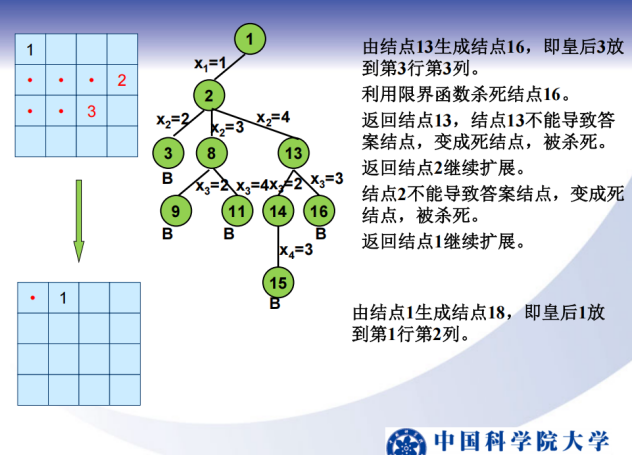 1
• • • 2
• • 3
• 1
1
x1=1
2
x2=2
x2=3
x2=4
3
8
13
B
x3=2
x3=4
x3=2
x3=3
9
11
14
16
B
B
B
x4=3
15
B
由结点13生成结点16，即皇后3放
到第3行第3列。
利用限界函数杀死结点16。
返回结点13，结点13不能导致答
案结点，变成死结点，被杀死。
返回结点2继续扩展。
结点2不能导致答案结点，变成死
结点，被杀死。
返回结点1继续扩展。
由结点1生成结点18，即皇后1放
到第1行第2列。
中国科学院大学